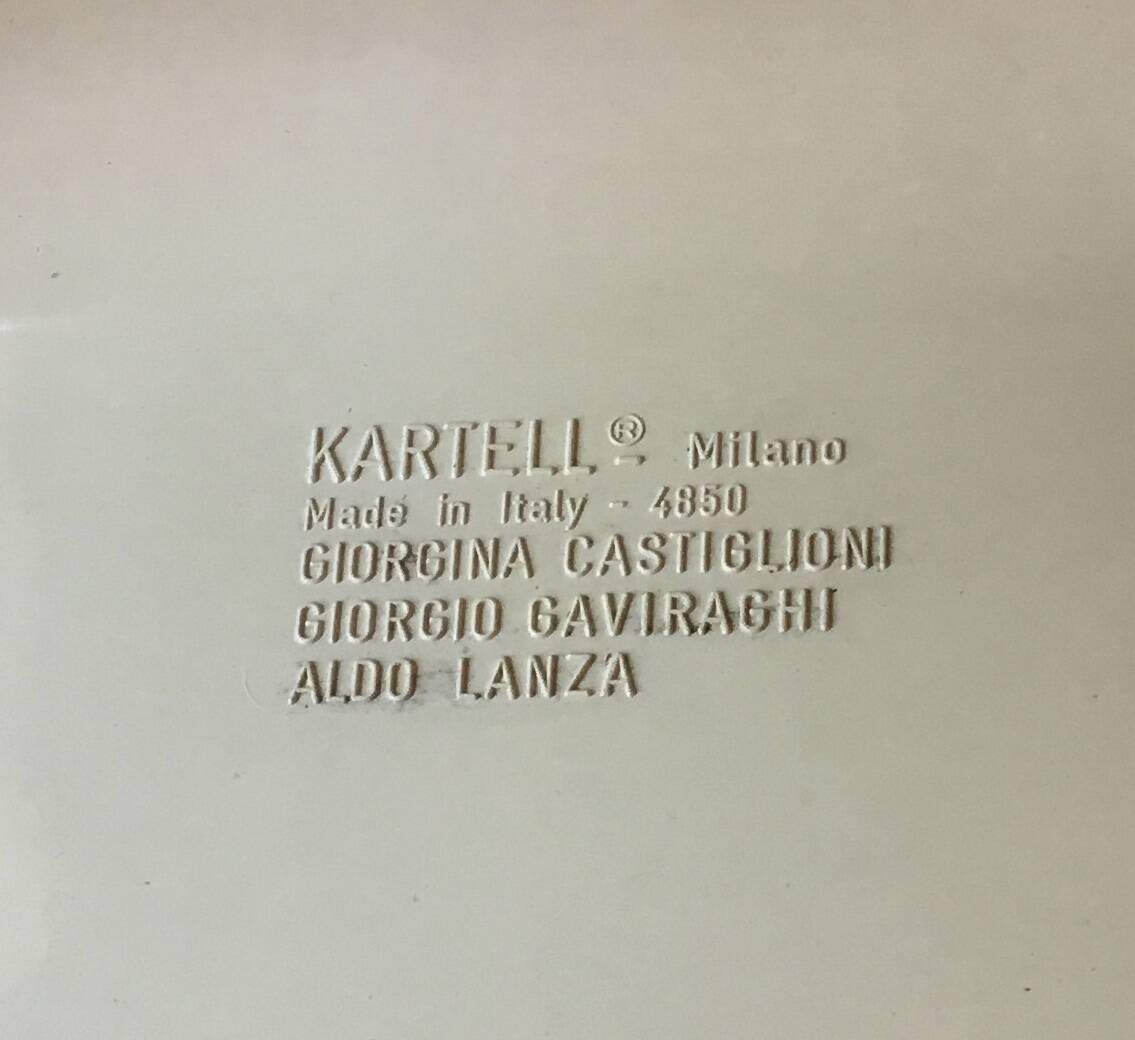 KARTELL® - Milano
Made in Italy - 4850
GIORGINA CASTIGLIONI
GIORGIO GAVIRAGHI
ALDO LANZA